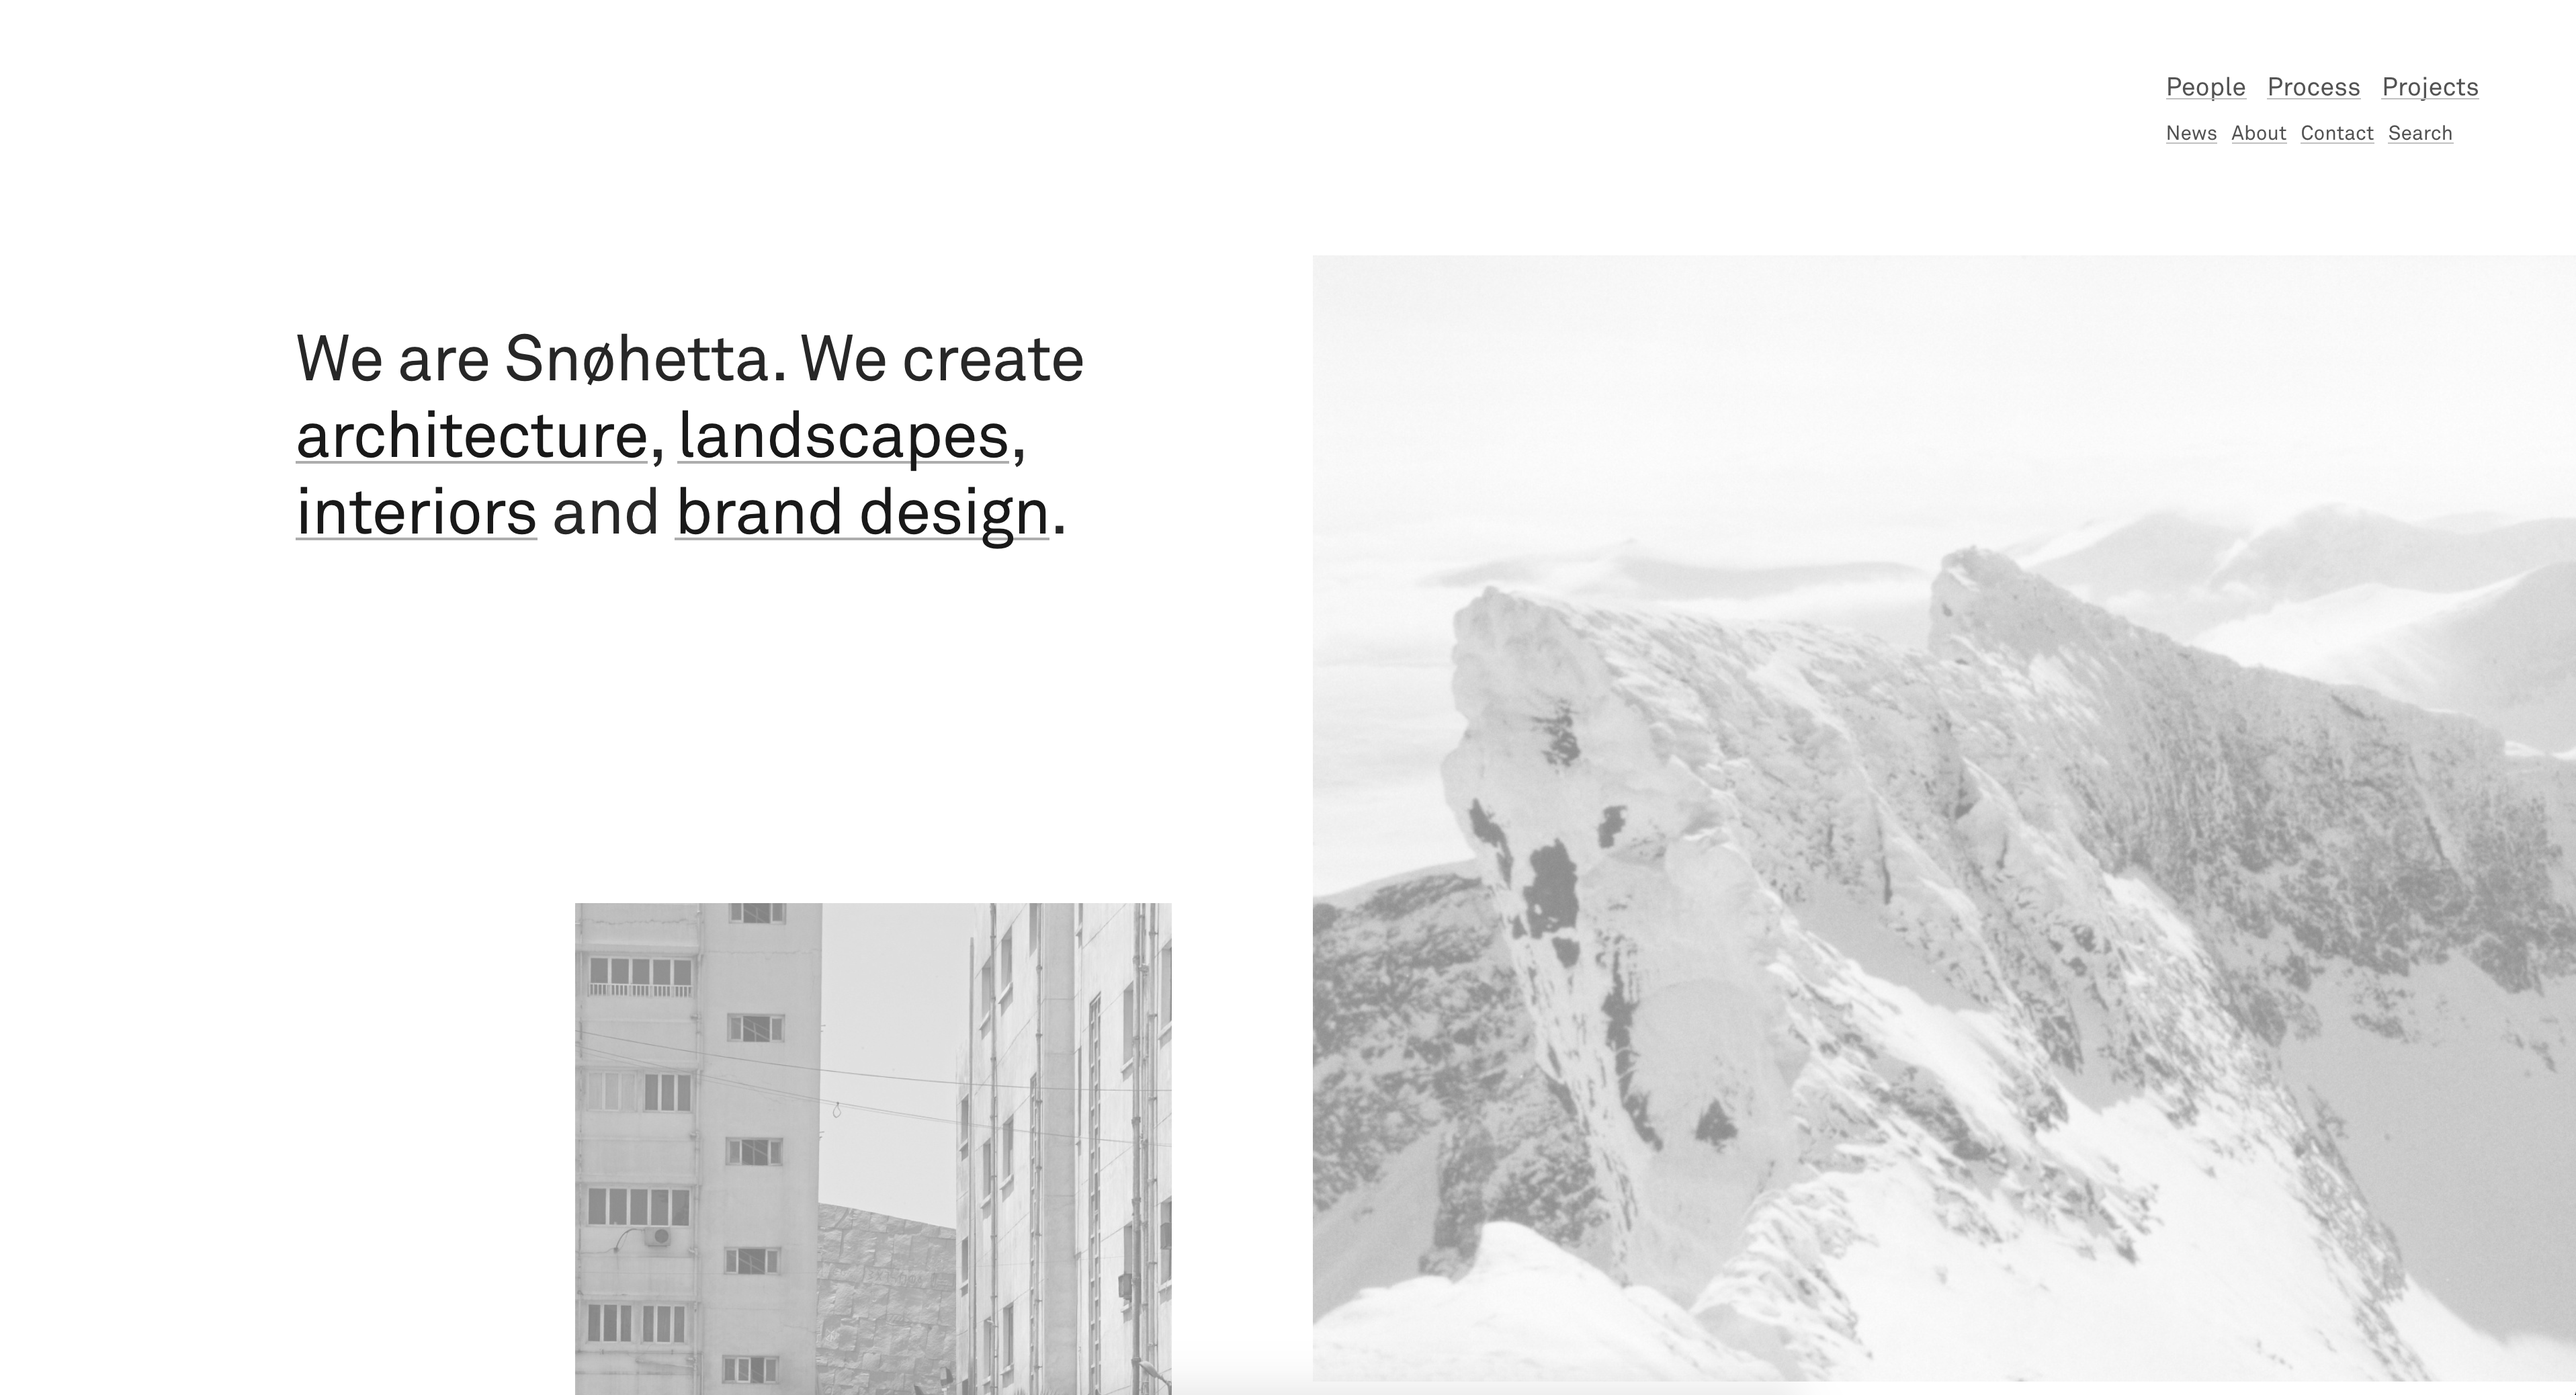 People Process Projects
News About Contact Search
We are Snøhetta. We create
architecture, landscapes,
interiors and brand design.